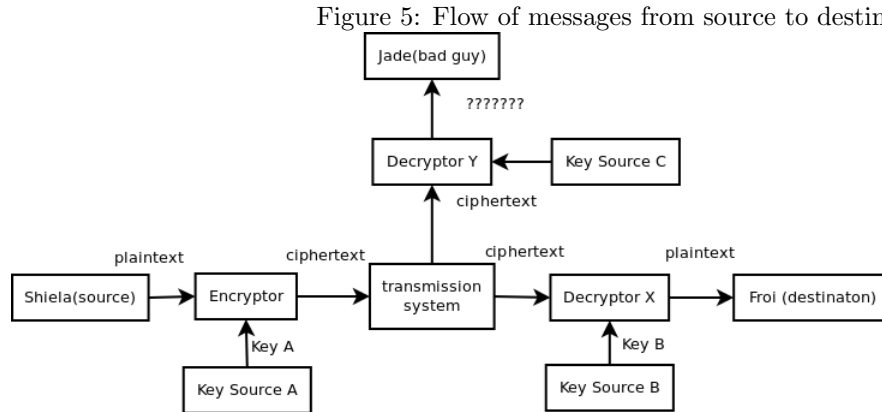 Figure 5: Flow of messages from source to destin
Jade(bad guy)
???????
Decryptor Y
Key Source C
ciphertext
plaintext
ciphertext
ciphertext
plaintext
Shiela(source)
Encryptor
transmission
system
Decryptor X
Froi (destinaton)
Key A
Key B
Key Source A
Key Source B